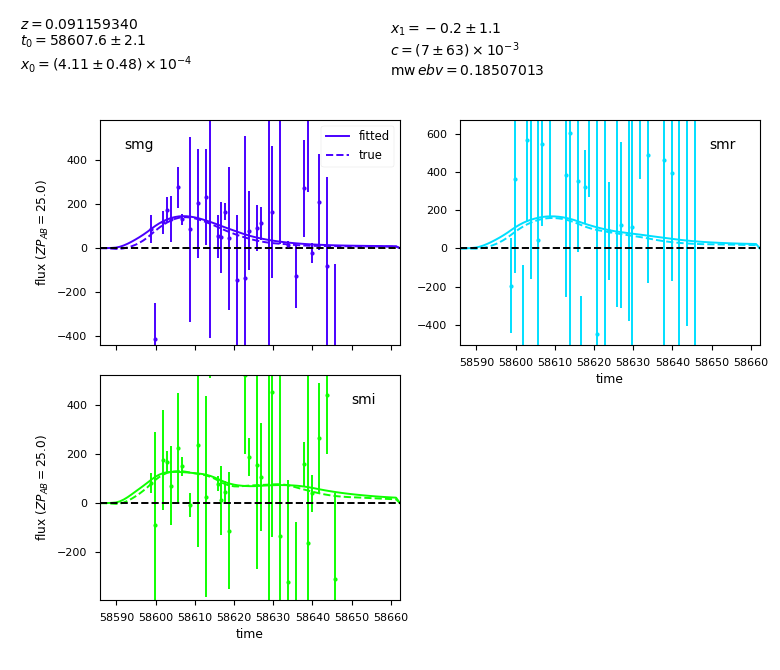 z = 0.091159340
t₀ = 58607.6 ± 2.1
x₀ = (4.11 ± 0.48) × 10⁻⁴
x₁ = −0.2 ± 1.1
c = (7 ± 63) × 10⁻³
mw ebv = 0.18507013
smg
fitted
true
400
200
0
−200
−400
flux (ZP_AB = 25.0)
smr
600
400
200
0
−200
−400
58590 58600 58610 58620 58630 58640 58650 58660
time
smi
400
200
0
−200
flux (ZP_AB = 25.0)
58590 58600 58610 58620 58630 58640 58650 58660
time